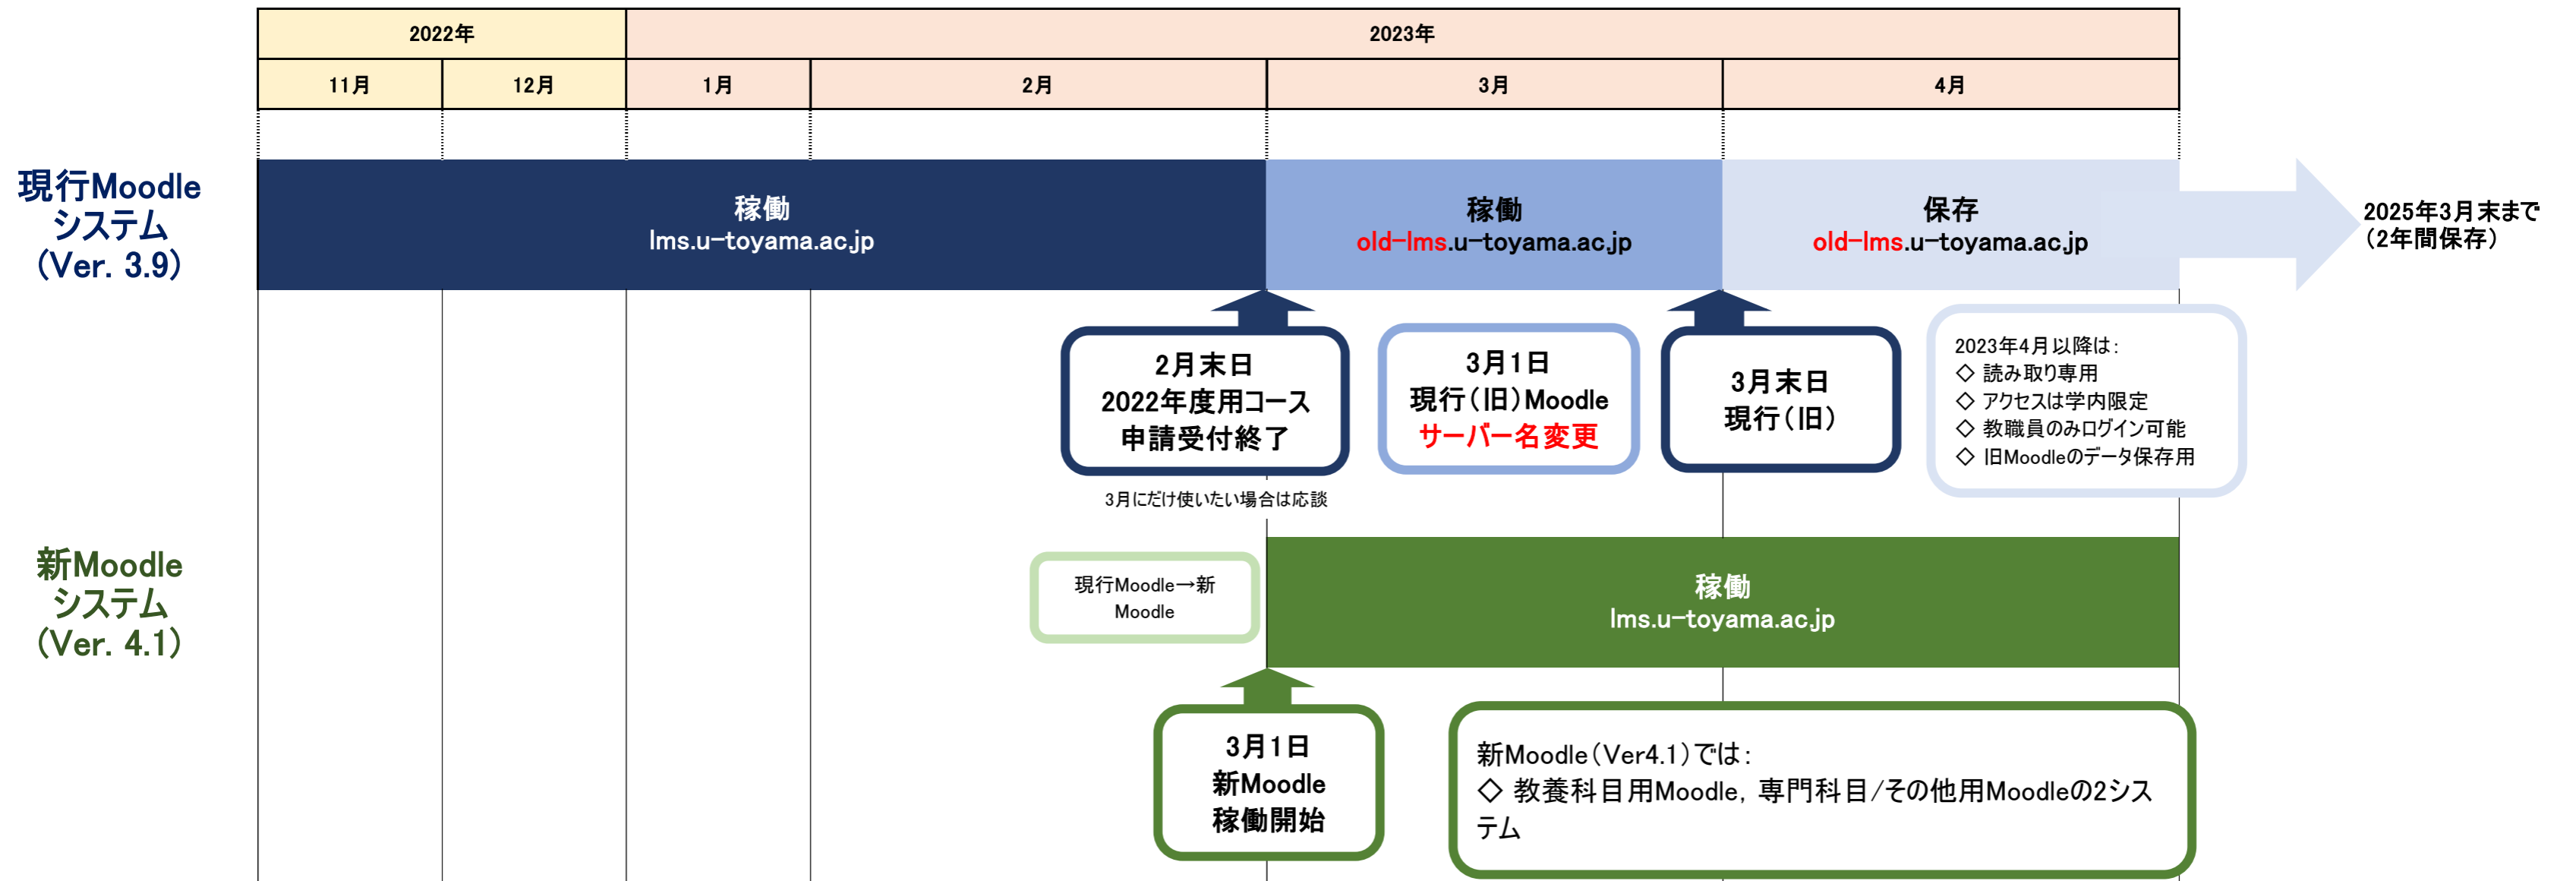 2022年
2023年
11月
12月
1月
2月
3月
4月
現行Moodle
システム
(Ver. 3.9)
稼働
lms.u-toyama.ac.jp
稼働
old-lms.u-toyama.ac.jp
保存
old-lms.u-toyama.ac.jp
2025年3月末まで
(2年間保存)
2月末日
2022年度用コース
申請受付終了
3月1日
現行(旧)Moodle
サーバー名変更
3月末日
現行(旧)
2023年4月以降は:
◇ 読み取り専用
◇ アクセスは学内限定
◇ 教職員のみログイン可能
◇ 旧Moodleのデータ保存用
3月にだけ使いたい場合は応談
新Moodle
システム
(Ver. 4.1)
現行Moodle→新
Moodle
稼働
lms.u-toyama.ac.jp
3月1日
新Moodle
稼働開始
新Moodle(Ver4.1)では:
◇ 教養科目用Moodle, 専門科目/その他用Moodleの2シス
テム